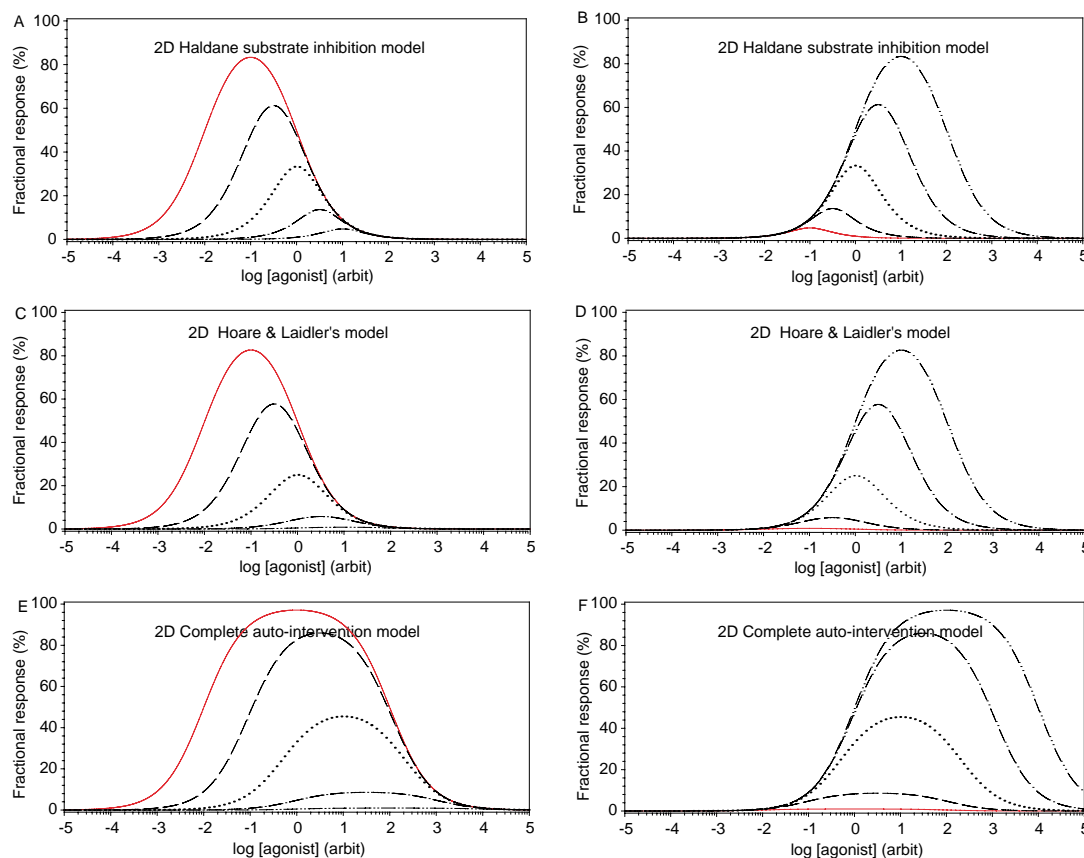 A
2D Haldane substrate inhibition model
Fractional response (%)
100
80
60
40
20
0
-5 -4 -3 -2 -1 0 1 2 3 4 5
log [agonist] (arbit)
B
2D Haldane substrate inhibition model
Fractional response (%)
100
80
60
40
20
0
-5 -4 -3 -2 -1 0 1 2 3 4 5
log [agonist] (arbit)
C
2D Hoare & Laidler's model
Fractional response (%)
100
80
60
40
20
0
-5 -4 -3 -2 -1 0 1 2 3 4 5
log [agonist] (arbit)
D
2D Hoare & Laidler's model
Fractional response (%)
100
80
60
40
20
0
-5 -4 -3 -2 -1 0 1 2 3 4 5
log [agonist] (arbit)
E
2D Complete auto-intervention model
Fractional response (%)
100
80
60
40
20
0
-5 -4 -3 -2 -1 0 1 2 3 4 5
log [agonist] (arbit)
F
2D Complete auto-intervention model
Fractional response (%)
100
80
60
40
20
0
-5 -4 -3 -2 -1 0 1 2 3 4 5
log [agonist] (arbit)